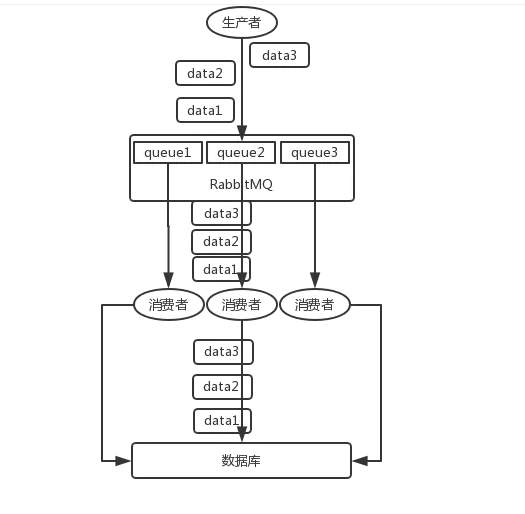 生产者
data3
data2
data1
queue1 queue2 queue3
RabbitMQ
data3
data2
data1
消费者 消费者 消费者
data3
data2
data1
数据库